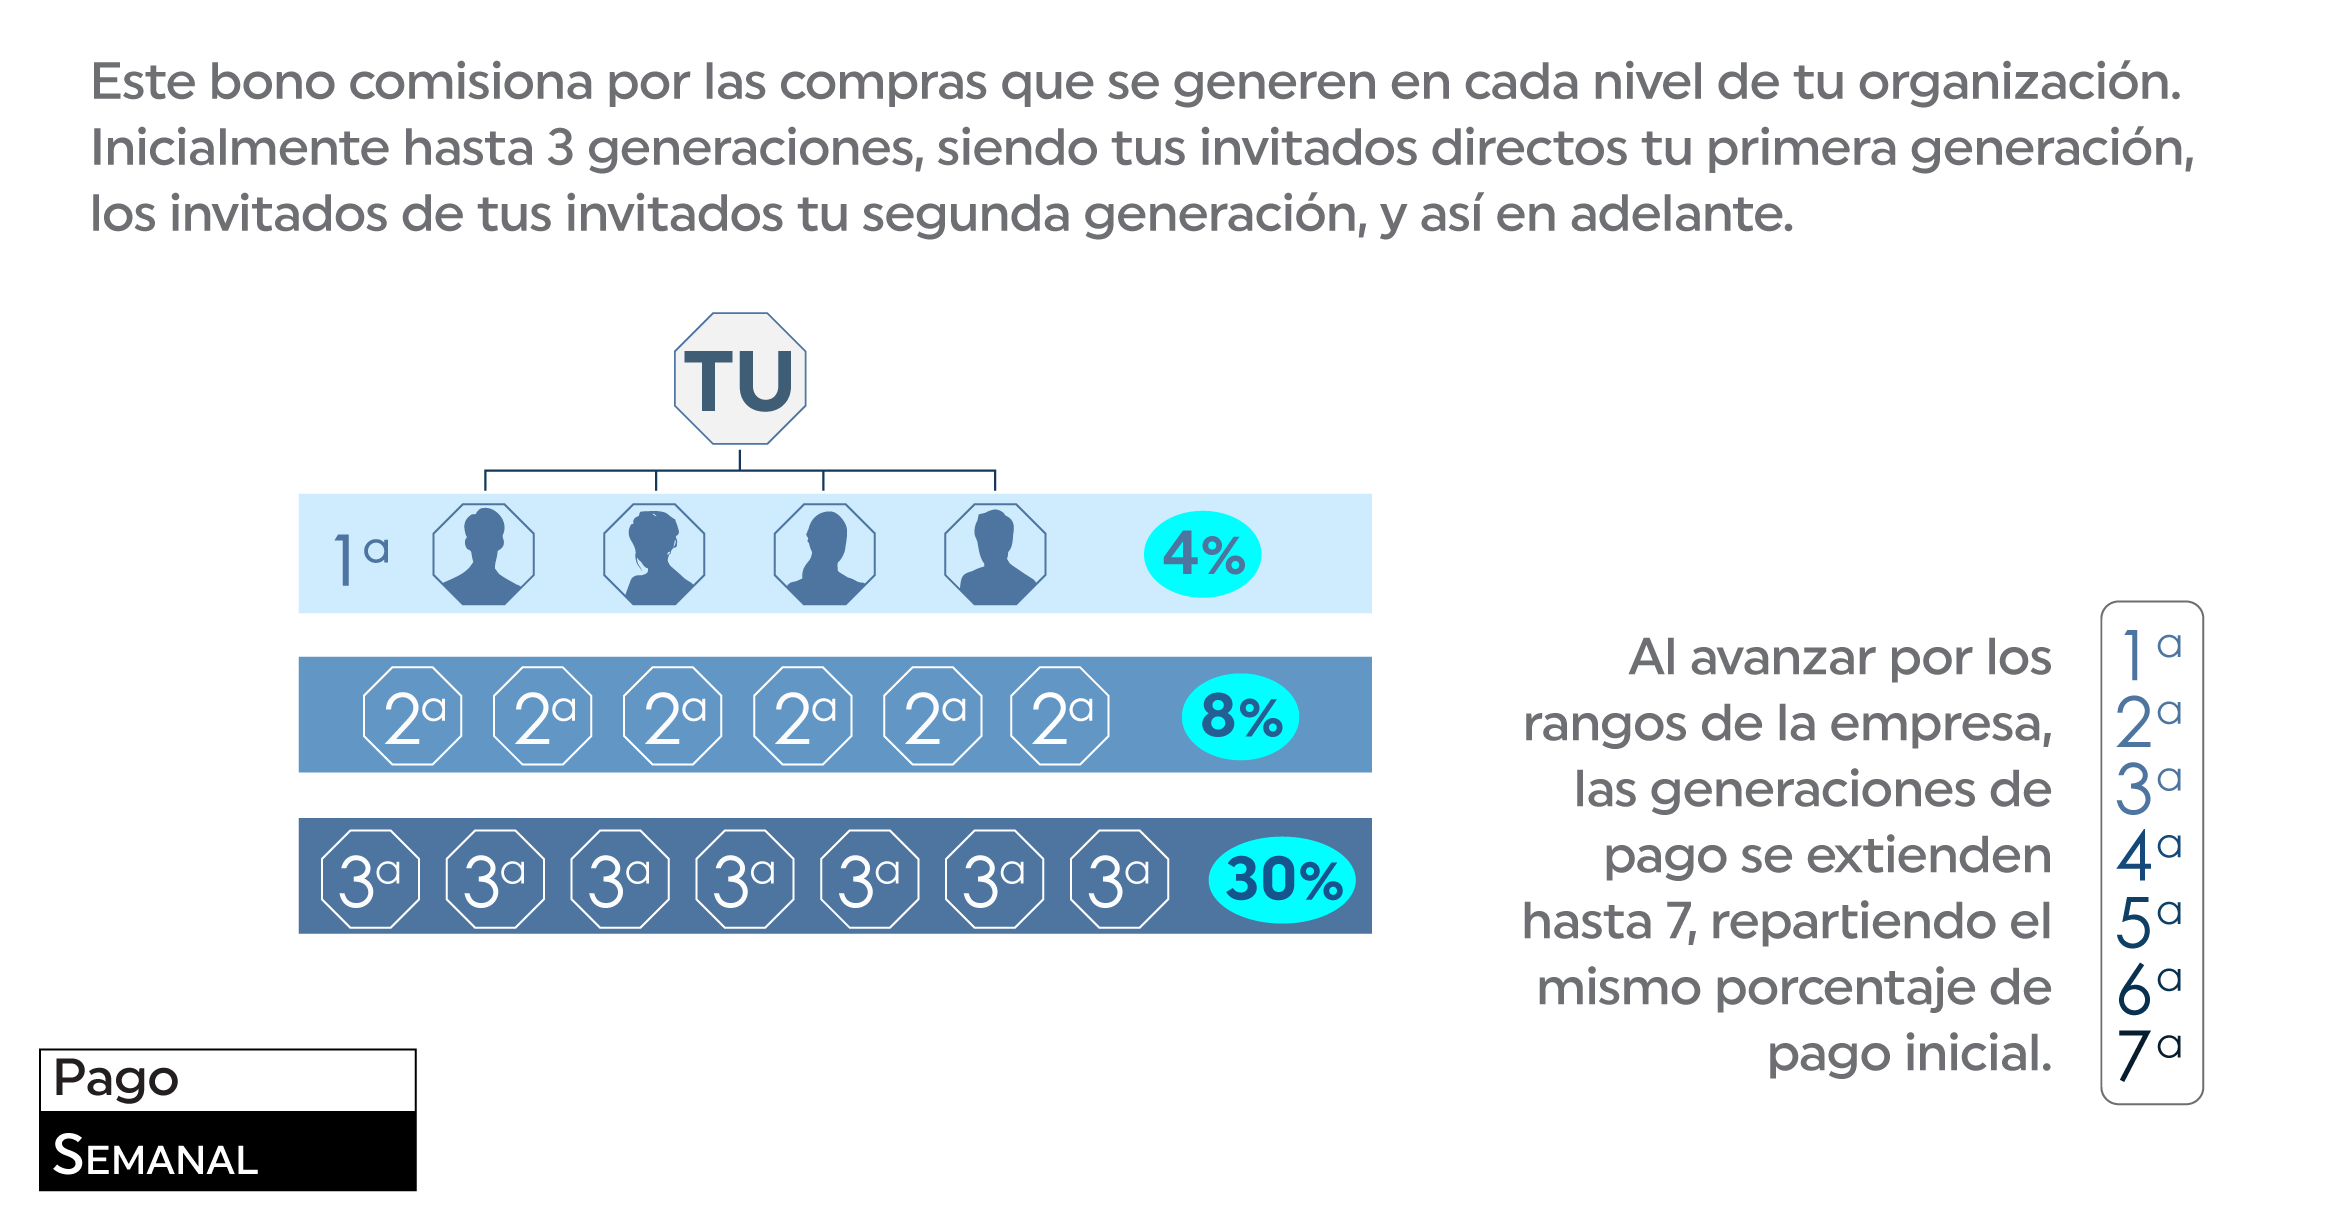 Este bono comisiona por las compras que se generen en cada nivel de tu organización.
Inicialmente hasta 3 generaciones, siendo tus invitados directos tu primera generación,
los invitados de tus invitados tu segunda generación, y así en adelante.
TU
1ª 4%
2ª 2ª 2ª 2ª 2ª 2ª 8%
3ª 3ª 3ª 3ª 3ª 3ª 3ª 30%
Al avanzar por los
rangos de la empresa,
las generaciones de
pago se extienden
hasta 7, repartiendo el
mismo porcentaje de
pago inicial.
1ª
2ª
3ª
4ª
5ª
6ª
7ª
Pago
SEMANAL